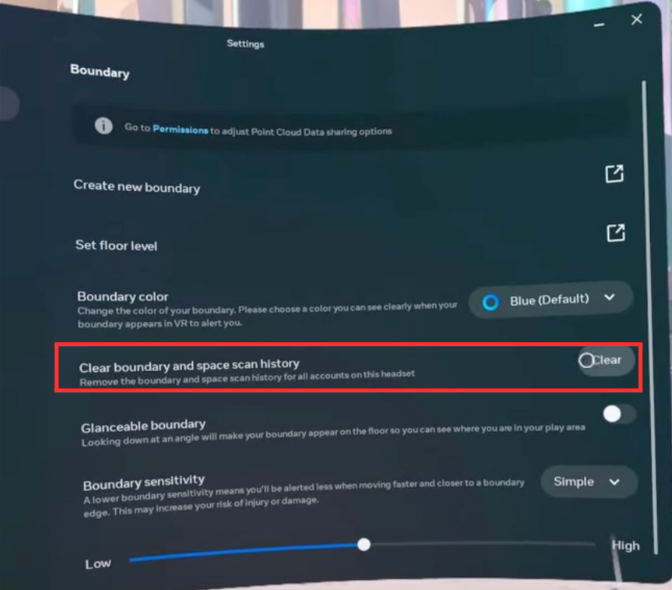 Settings
Boundary
Go to Permissions to adjust Point Cloud Data sharing options
Create new boundary
Set floor level
Boundary color
Change the color of your boundary. Please choose a color you can see clearly when your
boundary appears in VR to alert you.
Blue (Default)
Clear boundary and space scan history
Remove the boundary and space scan history for all accounts on this headset
Clear
Glanceable boundary
Looking down at an angle will make your boundary appear on the floor so you can see where you are in your play area
Boundary sensitivity
A lower boundary sensitivity means you'll be alerted less when moving faster and closer to a boundary
edge. This may increase your risk of injury or damage.
Simple
Low
High